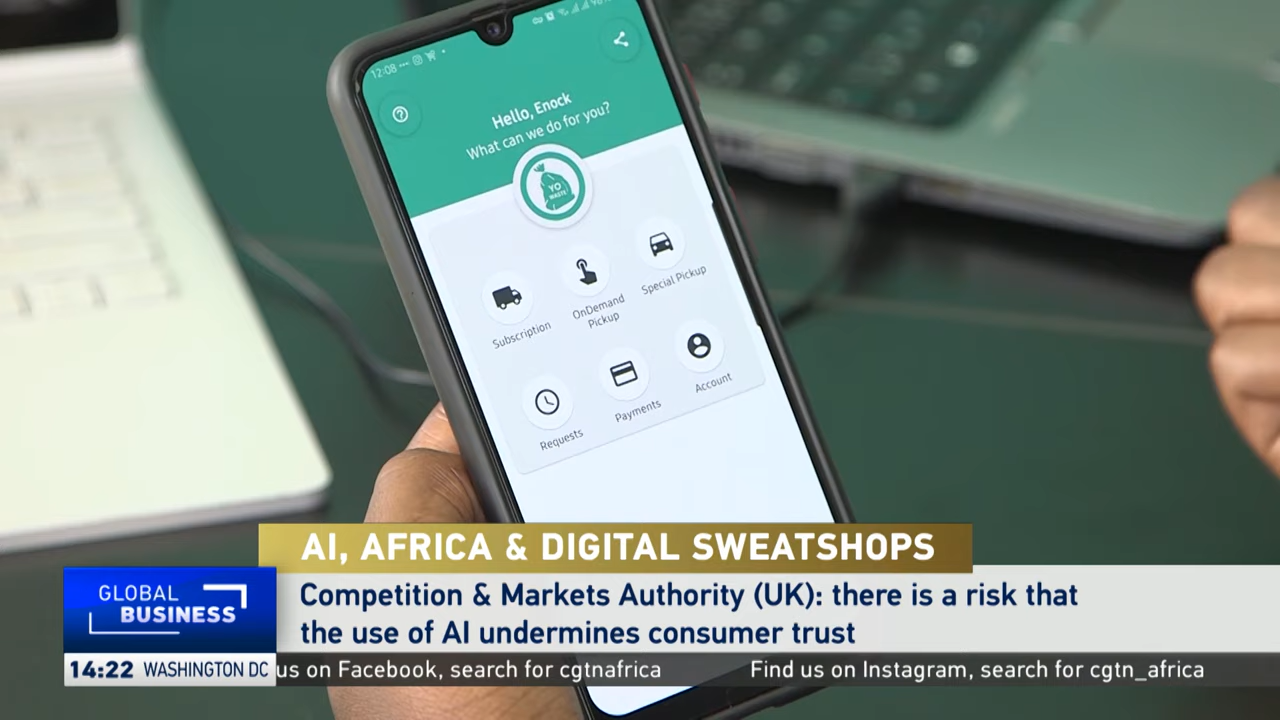 12:08
Hello, Enock
What can we do for you?
YO
WASTE
Subscription
OnDemand
Pickup
Special Pickup
Requests
Payments
Account
AI, AFRICA & DIGITAL SWEATSHOPS
GLOBAL
BUSINESS
Competition & Markets Authority (UK): there is a risk that
the use of AI undermines consumer trust
14:22 WASHINGTON DC
us on Facebook, search for cgtnafrica
Find us on Instagram, search for cgtn_africa